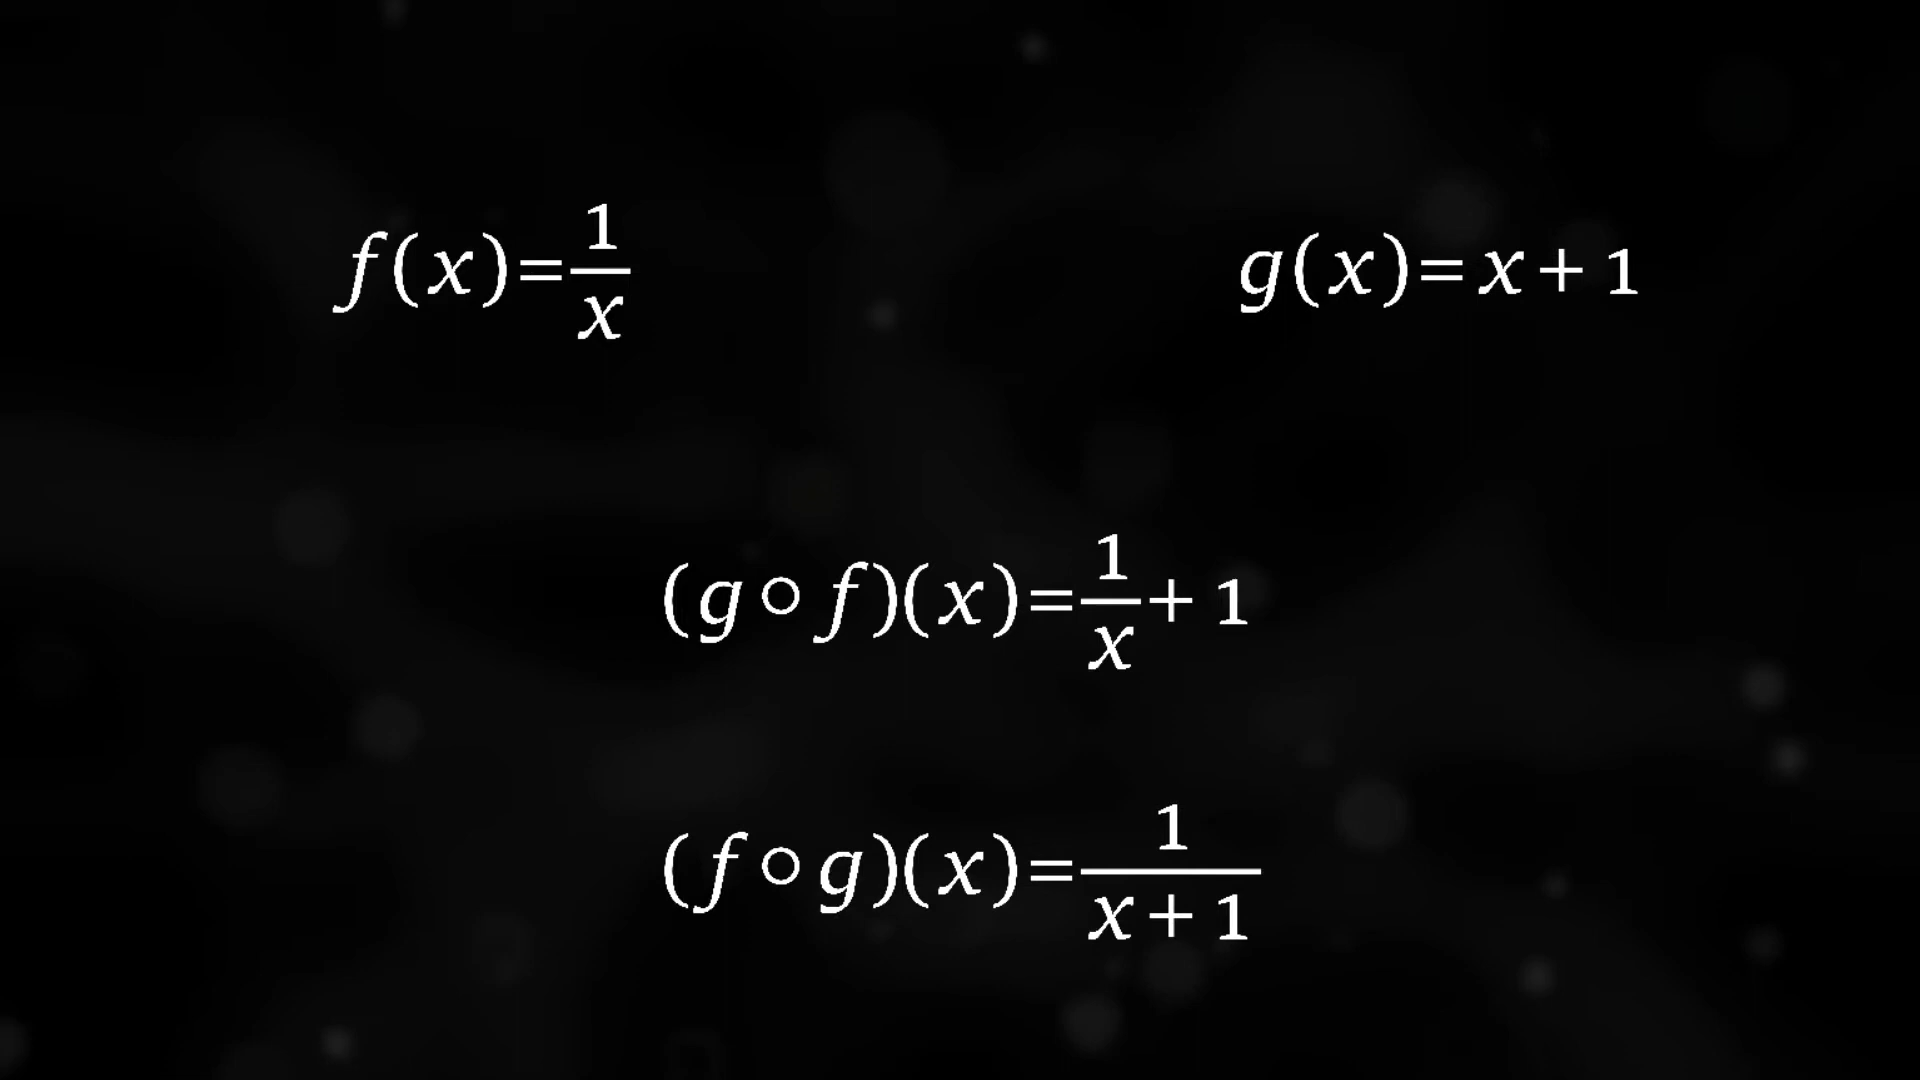 f(x)=1/x
g(x)=x+1
(g∘f)(x)=1/x+1
(f∘g)(x)=1/(x+1)